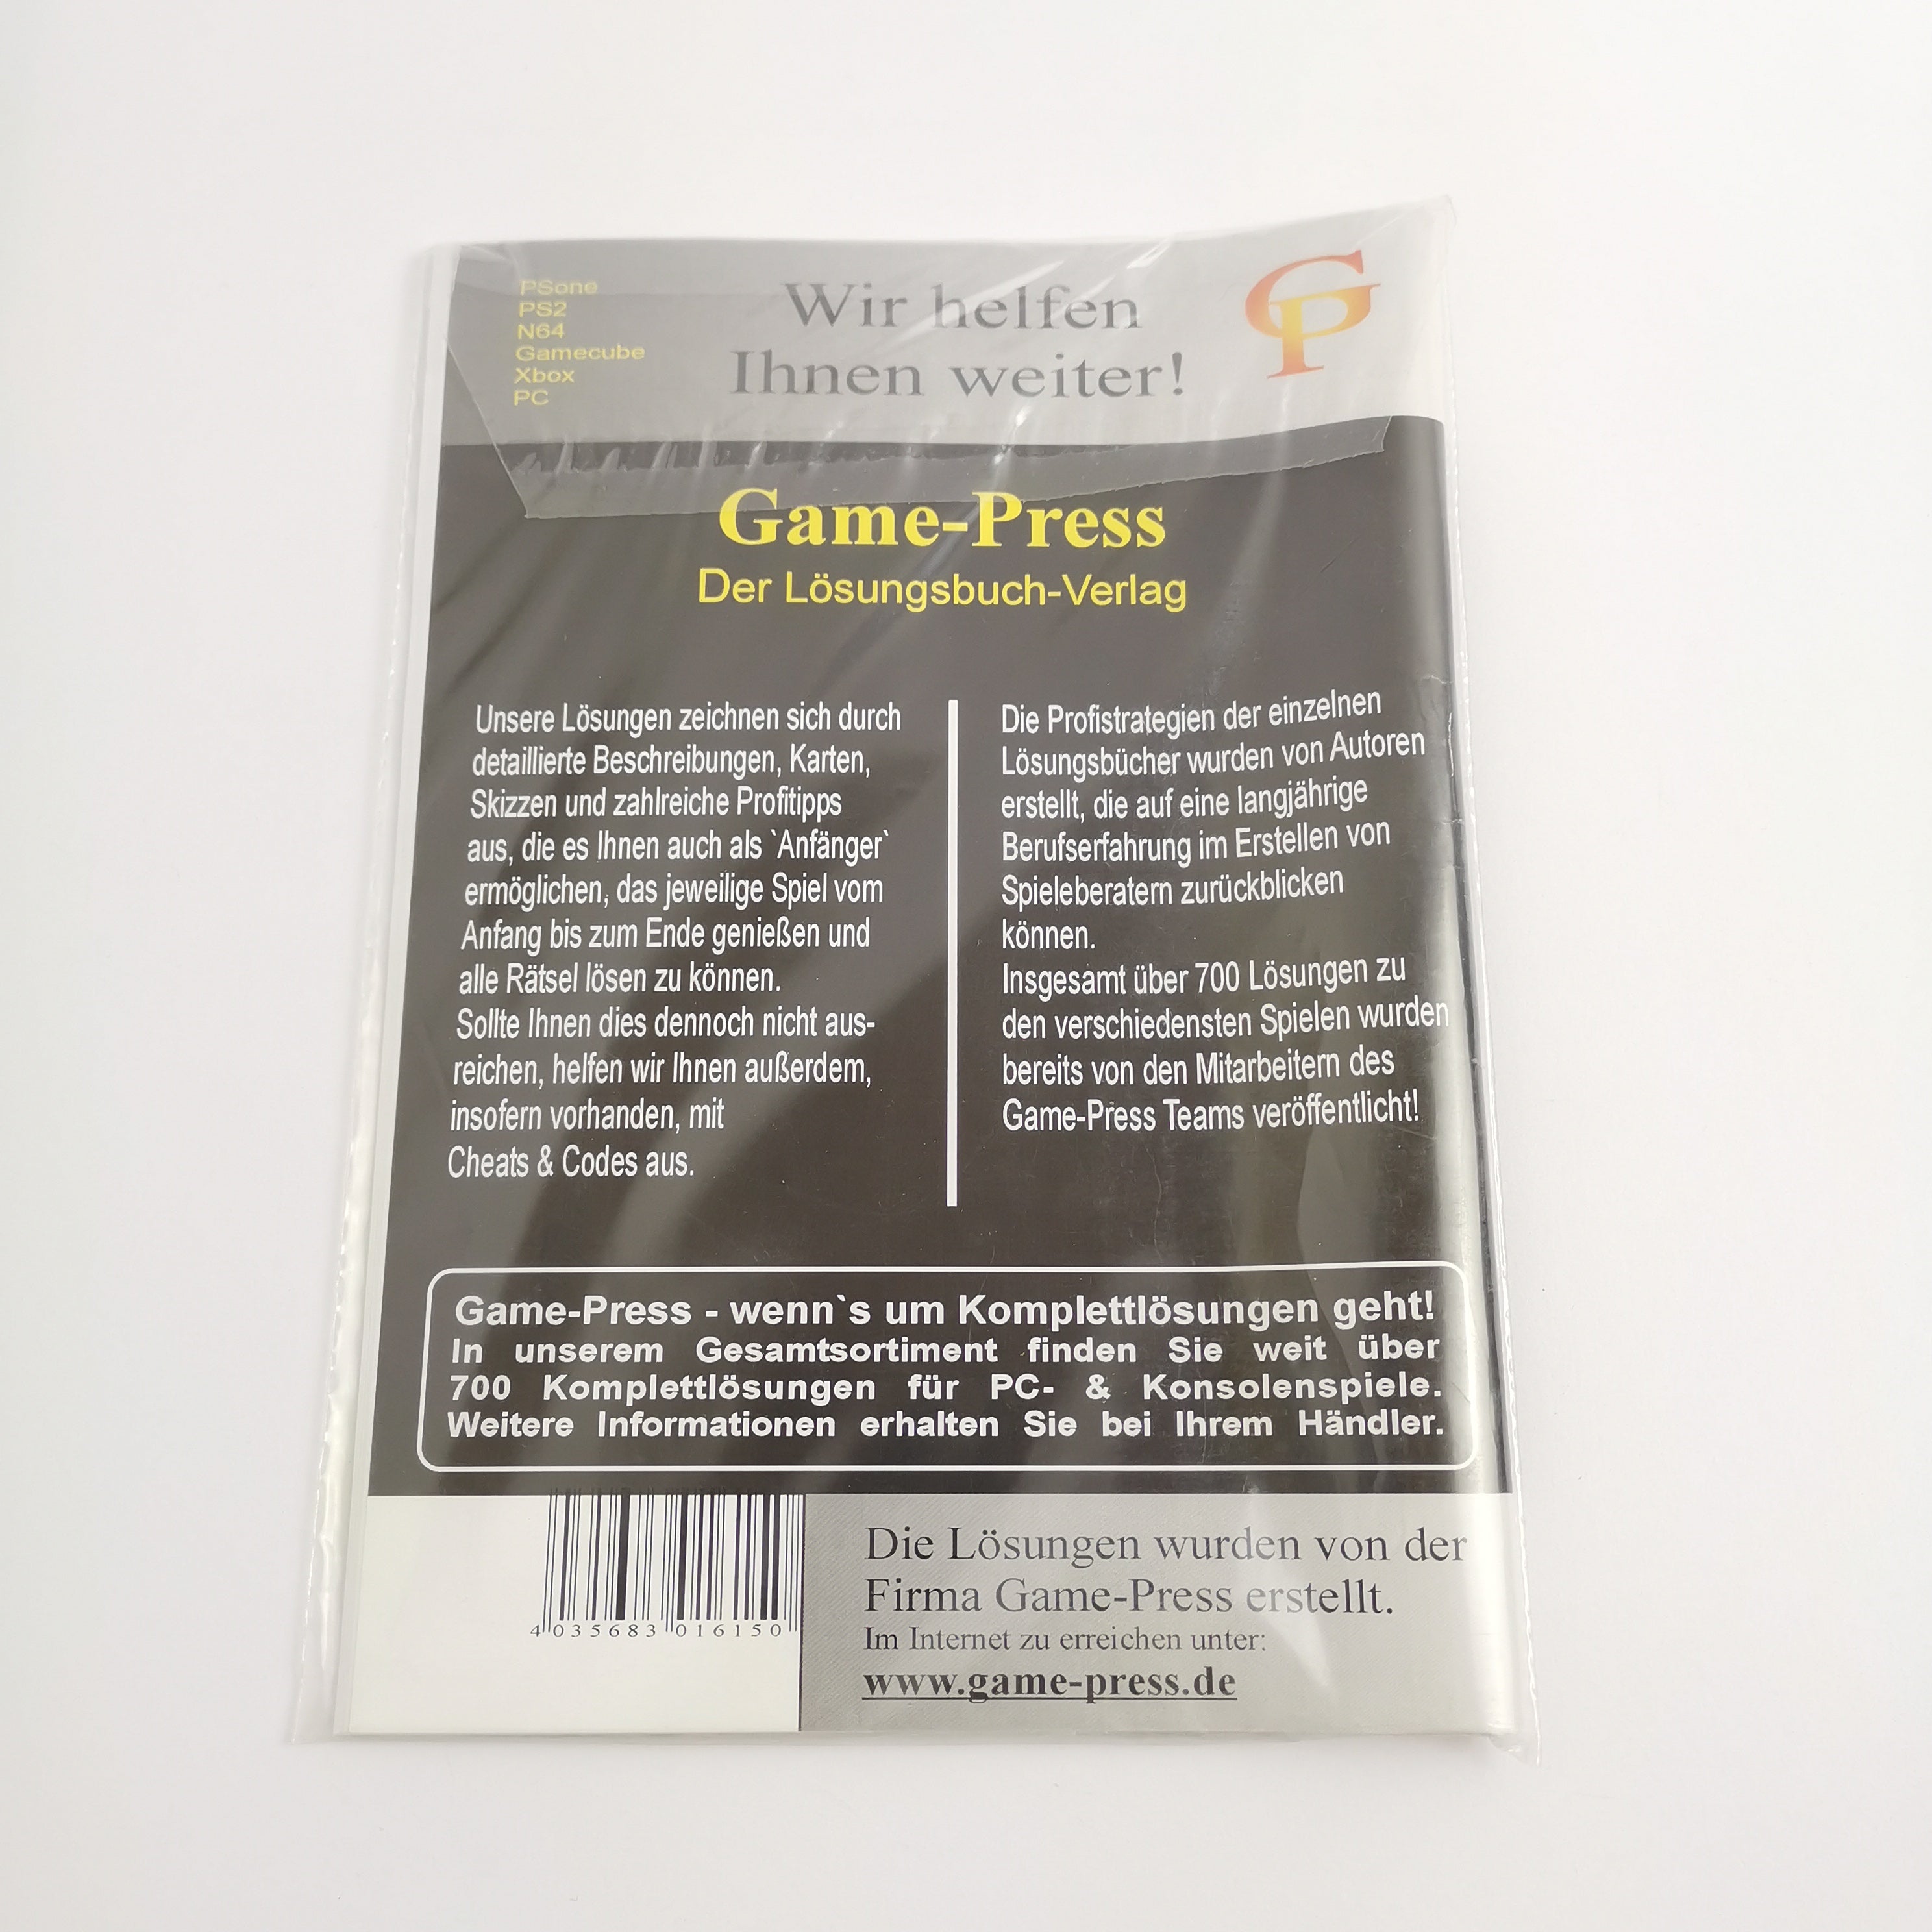 PSone
PS2
N64
Gamecube
Xbox
PC
Wir helfen
Ihnen weiter!
GP
Game-Press
Der Lösungsbuch-Verlag
Unsere Lösungen zeichnen sich durch
detaillierte Beschreibungen, Karten,
Skizzen und zahlreiche Profitipps
aus, die es Ihnen auch als `Anfänger`
ermöglichen, das jeweilige Spiel vom
Anfang bis zum Ende genießen und
alle Rätsel lösen zu können.
Sollte Ihnen dies dennoch nicht aus-
reichen, helfen wir Ihnen außerdem,
insofern vorhanden, mit
Cheats & Codes aus.
Die Profistrategien der einzelnen
Lösungsbücher wurden von Autoren
erstellt, die auf eine langjährige
Berufserfahrung im Erstellen von
Spieleberatern zurückblicken
können.
Insgesamt über 700 Lösungen zu
den verschiedensten Spielen wurden
bereits von den Mitarbeitern des
Game-Press Teams veröffentlicht!
Game-Press - wenn`s um Komplettlösungen geht!
In unserem Gesamtsortiment finden Sie weit über
700 Komplettlösungen für PC- & Konsolenspiele.
Weitere Informationen erhalten Sie bei Ihrem Händler.
4 035683 016150
Die Lösungen wurden von der
Firma Game-Press erstellt.
Im Internet zu erreichen unter:
www.game-press.de